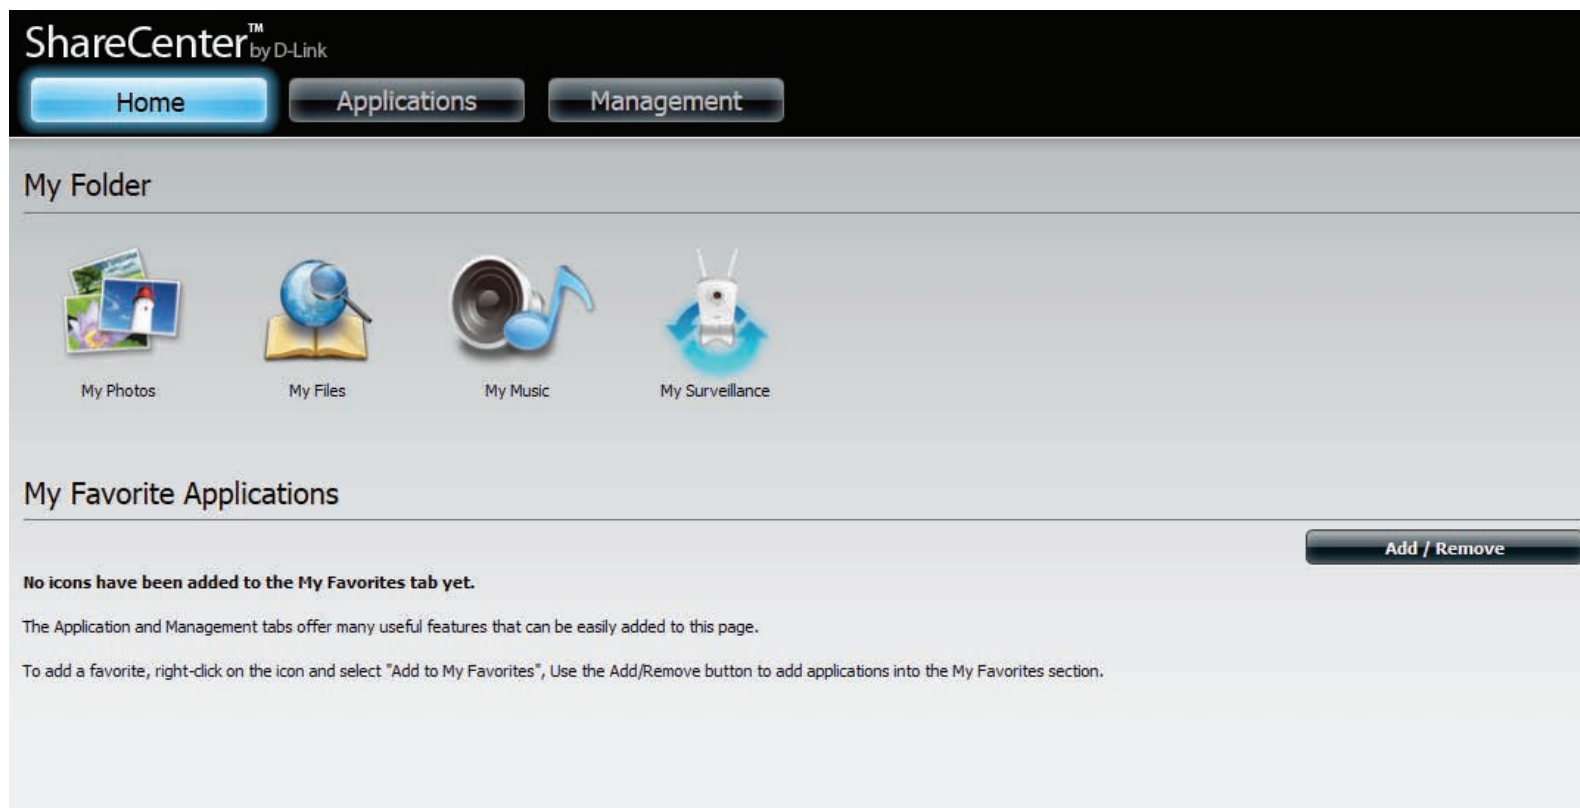 ShareCenter™ by D-Link
Home Applications Management
My Folder
My Photos My Files My Music My Surveillance
My Favorite Applications
Add / Remove
No icons have been added to the My Favorites tab yet.
The Application and Management tabs offer many useful features that can be easily added to this page.
To add a favorite, right-click on the icon and select "Add to My Favorites", Use the Add/Remove button to add applications into the My Favorites section.